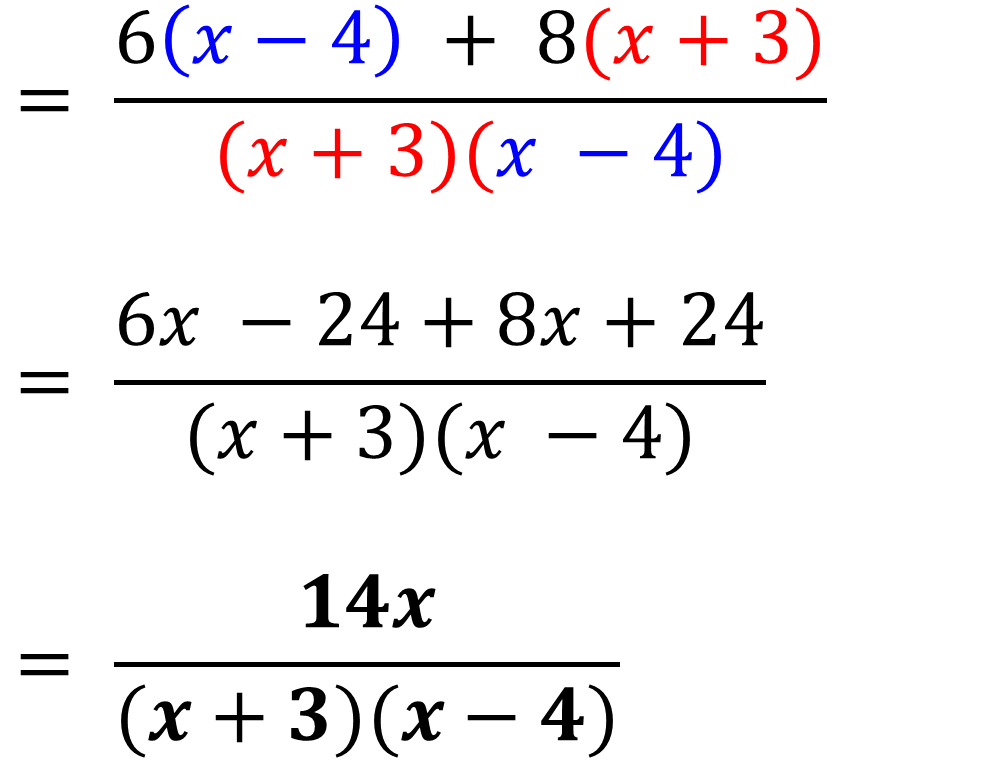 = 6(x − 4) + 8(x + 3) / (x + 3)(x − 4)
= 6x − 24 + 8x + 24 / (x + 3)(x − 4)
= 14x / (x + 3)(x − 4)